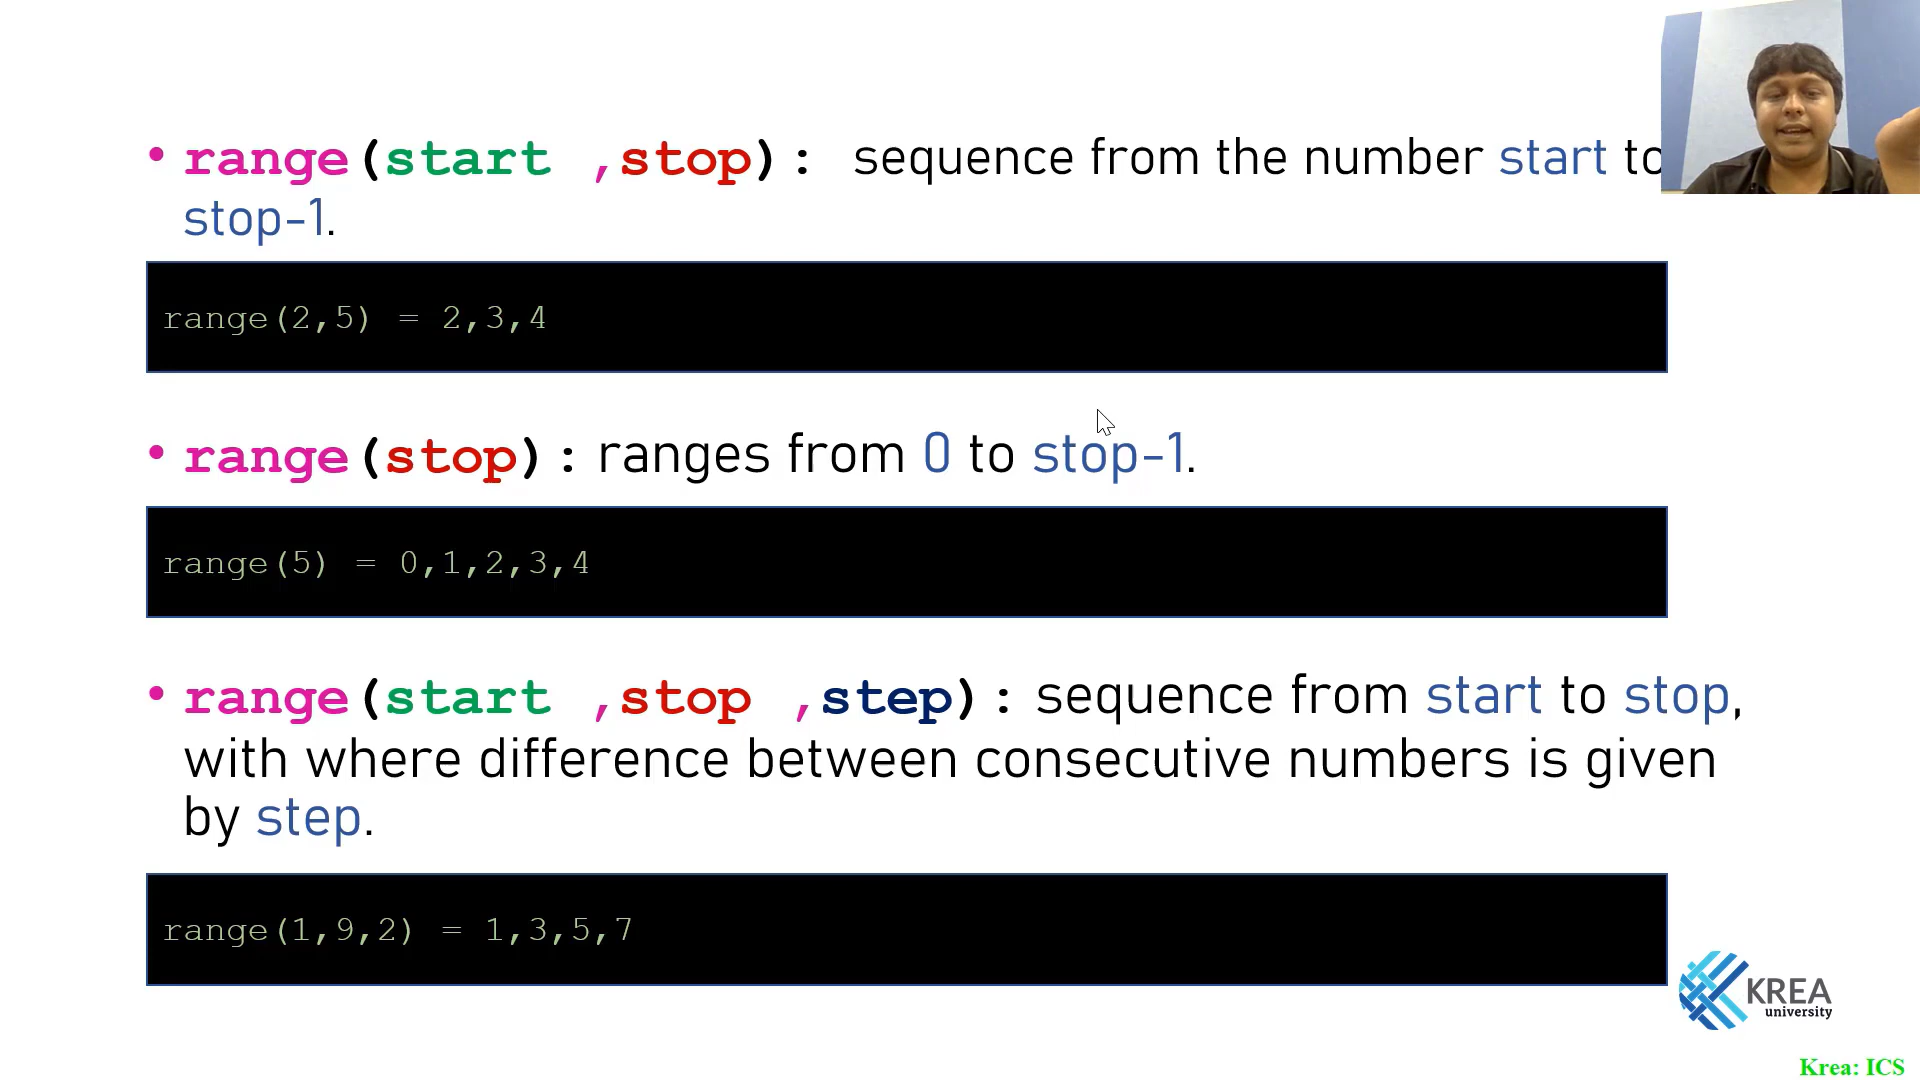 • range(start ,stop): sequence from the number start to
stop-1.
range(2,5) = 2,3,4
• range(stop): ranges from 0 to stop-1.
range(5) = 0,1,2,3,4
• range(start ,stop ,step): sequence from start to stop,
with where difference between consecutive numbers is given
by step.
range(1,9,2) = 1,3,5,7
KREA
university
Krea: ICS